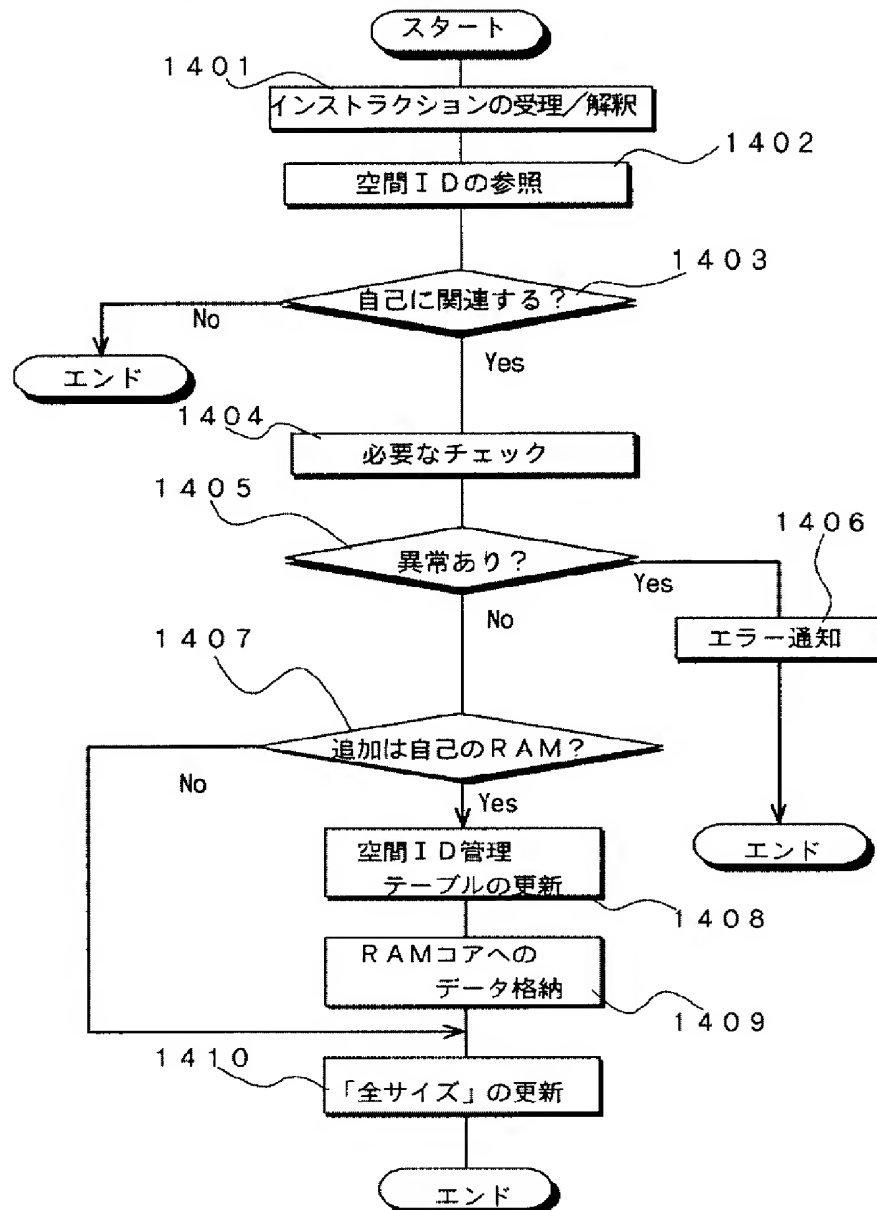 スタート
１４０１
インストラクションの受理／解釈
１４０２
空間ＩＤの参照
１４０３
自己に関連する？
No
Yes
エンド
１４０４
必要なチェック
１４０５
異常あり？
Yes
No
１４０６
エラー通知
１４０７
追加は自己のＲＡＭ？
No
Yes
エンド
空間ＩＤ管理
テーブルの更新
１４０８
ＲＡＭコアへの
データ格納
１４０９
１４１０
「全サイズ」の更新
エンド